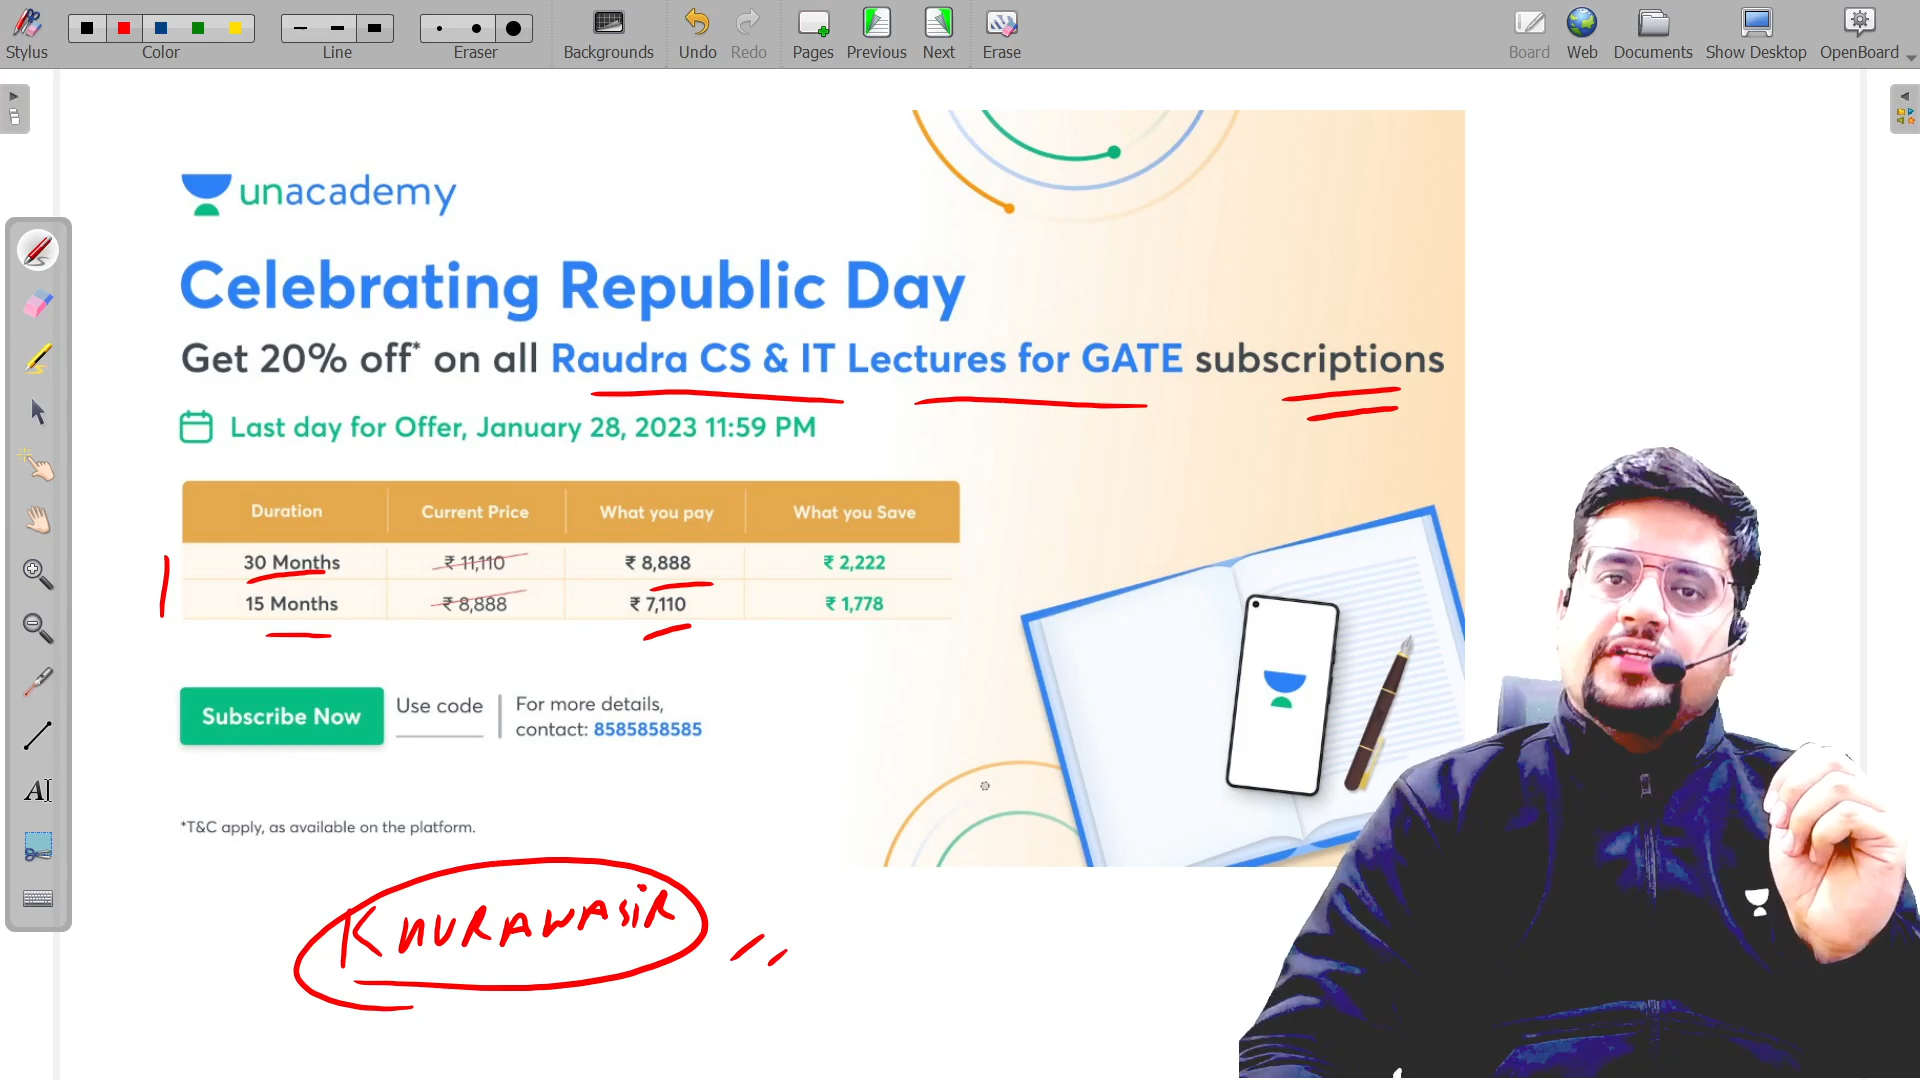 Stylus
Color
Line
Eraser
Backgrounds
Undo
Redo
Pages
Previous
Next
Erase
Board
Web
Documents
Show Desktop
OpenBoard
unacademy
Celebrating Republic Day
Get 20% off* on all Raudra CS & IT Lectures for GATE subscriptions
Last day for Offer, January 28, 2023 11:59 PM
Duration Current Price What you pay What you Save
30 Months ₹ 11,110 ₹ 8,888 ₹ 2,222
15 Months ₹ 8,888 ₹ 7,110 ₹ 1,778
Subscribe Now
Use code
For more details,
contact: 8585858585
*T&C apply, as available on the platform.
KHURANASIR